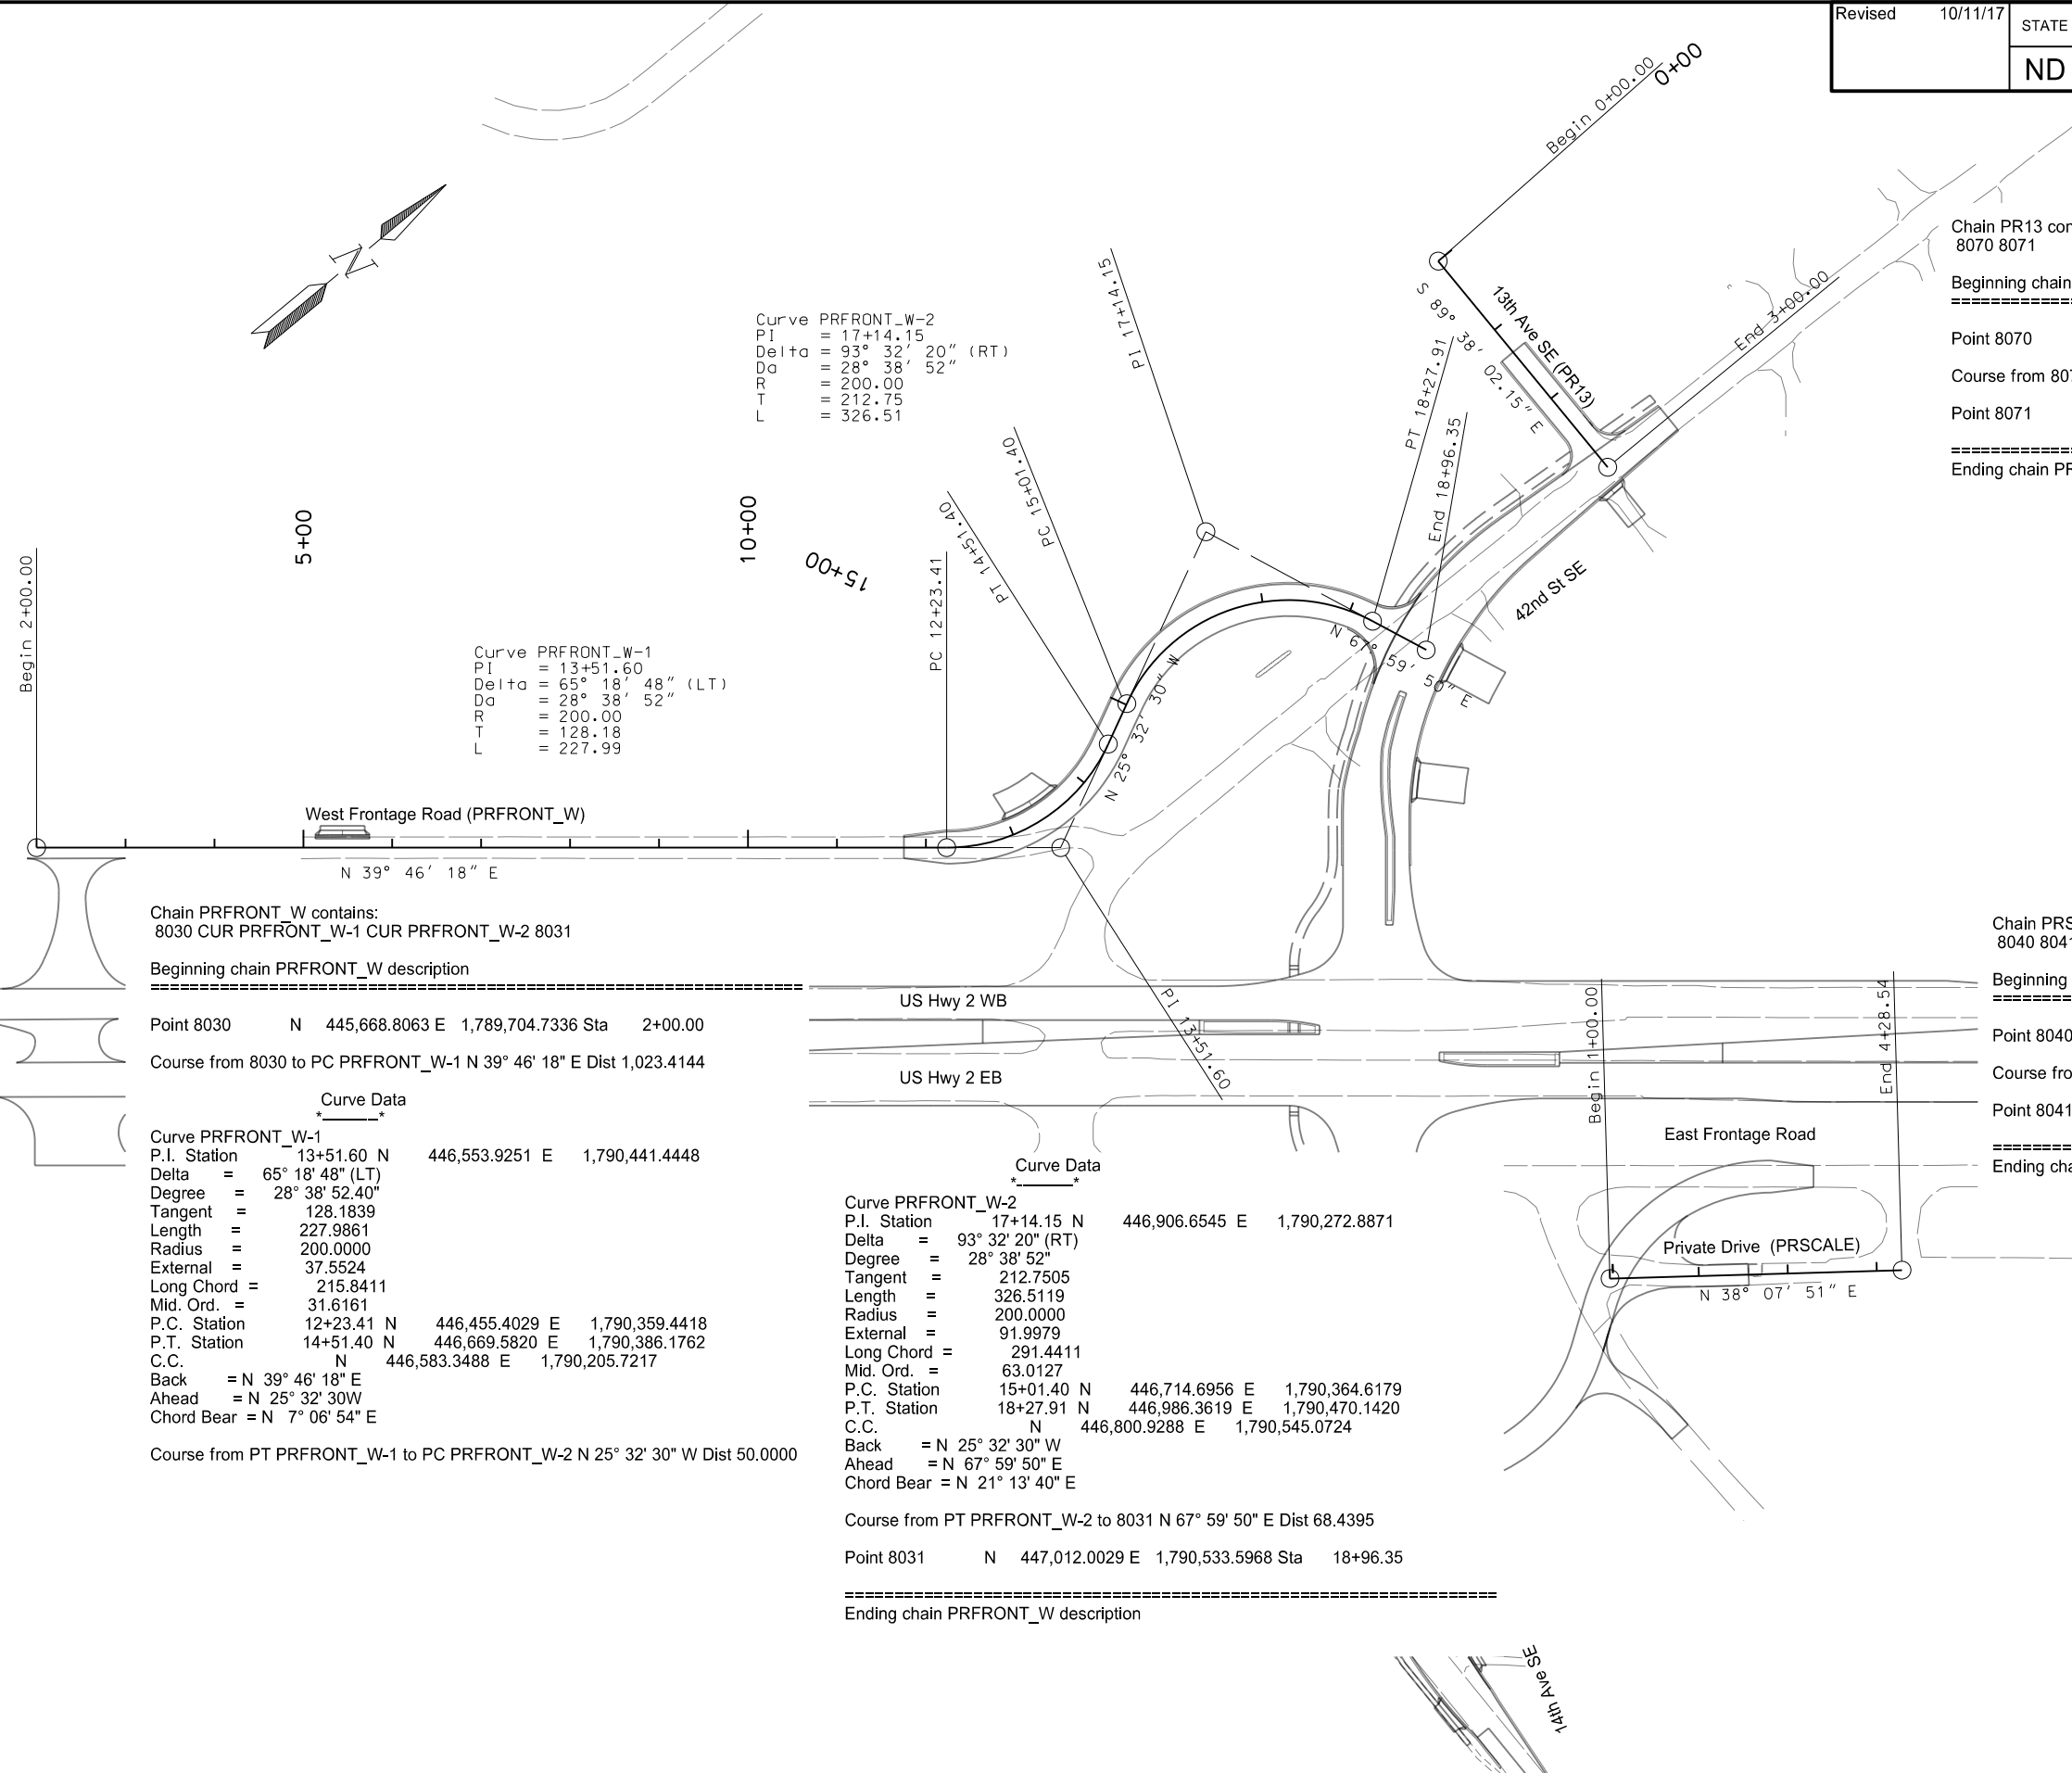 Revised 10/11/17
STATE
ND
0+00
Begin 0+00.00
Chain PR13 con
8070 8071
Beginning chain
=============
Point 8070
Course from 807
Point 8071
=============
Ending chain PR
13th Ave SE (PR13)
S 89° 38' 02.15" E
End 3+00.00
N
Curve PRFRONT_W-2
PI = 17+14.15
Delta = 93° 32' 20" (RT)
Da = 28° 38' 52"
R = 200.00
T = 212.75
L = 326.51
PI 17+14.15
PT 18+27.91
End 18+96.35
PC 15+01.40
PT 14+51.40
PC 12+23.41
5+00
10+00
15+00
Begin 2+00.00
42nd St SE
N 67° 59' 50" E
N 25° 32' 30" W
Curve PRFRONT_W-1
PI = 13+51.60
Delta = 65° 18' 48" (LT)
Da = 28° 38' 52"
R = 200.00
T = 128.18
L = 227.99
West Frontage Road (PRFRONT_W)
N 39° 46' 18" E
Chain PRFRONT_W contains:
8030 CUR PRFRONT_W-1 CUR PRFRONT_W-2 8031
Beginning chain PRFRONT_W description
==================================================================
Point 8030 N 445,668.8063 E 1,789,704.7336 Sta 2+00.00
Course from 8030 to PC PRFRONT_W-1 N 39° 46' 18" E Dist 1,023.4144
Curve Data
*_______*
Curve PRFRONT_W-1
P.I. Station 13+51.60 N 446,553.9251 E 1,790,441.4448
Delta = 65° 18' 48" (LT)
Degree = 28° 38' 52.40"
Tangent = 128.1839
Length = 227.9861
Radius = 200.0000
External = 37.5524
Long Chord = 215.8411
Mid. Ord. = 31.6161
P.C. Station 12+23.41 N 446,455.4029 E 1,790,359.4418
P.T. Station 14+51.40 N 446,669.5820 E 1,790,386.1762
C.C. N 446,583.3488 E 1,790,205.7217
Back = N 39° 46' 18" E
Ahead = N 25° 32' 30W
Chord Bear = N 7° 06' 54" E
Course from PT PRFRONT_W-1 to PC PRFRONT_W-2 N 25° 32' 30" W Dist 50.0000
US Hwy 2 WB
US Hwy 2 EB
PI 13+51.60
Curve Data
*_______*
Curve PRFRONT_W-2
P.I. Station 17+14.15 N 446,906.6545 E 1,790,272.8871
Delta = 93° 32' 20" (RT)
Degree = 28° 38' 52"
Tangent = 212.7505
Length = 326.5119
Radius = 200.0000
External = 91.9979
Long Chord = 291.4411
Mid. Ord. = 63.0127
P.C. Station 15+01.40 N 446,714.6956 E 1,790,364.6179
P.T. Station 18+27.91 N 446,986.3619 E 1,790,470.1420
C.C. N 446,800.9288 E 1,790,545.0724
Back = N 25° 32' 30" W
Ahead = N 67° 59' 50" E
Chord Bear = N 21° 13' 40" E
Course from PT PRFRONT_W-2 to 8031 N 67° 59' 50" E Dist 68.4395
Point 8031 N 447,012.0029 E 1,790,533.5968 Sta 18+96.35
==================================================================
Ending chain PRFRONT_W description
Begin 1+00.00
End 4+28.54
East Frontage Road
Private Drive (PRSCALE)
N 38° 07' 51" E
Chain PRS
8040 8041
Beginning
=========
Point 8040
Course fro
Point 8041
=========
Ending cha
14th Ave SE